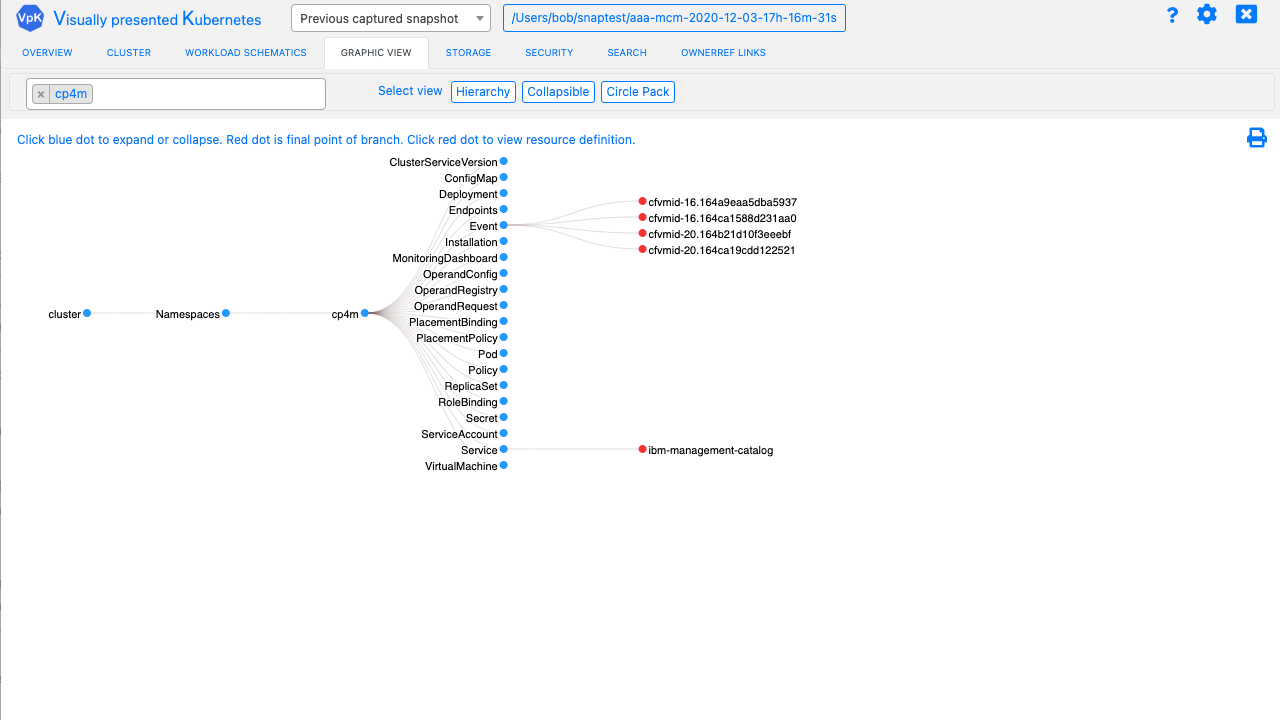 VpK Visually presented Kubernetes Previous captured snapshot /Users/bob/snaptest/aaa-mcm-2020-12-03-17h-16m-31s ?
OVERVIEW CLUSTER WORKLOAD SCHEMATICS GRAPHIC VIEW STORAGE SECURITY SEARCH OWNERREF LINKS
× cp4m Select view Hierarchy Collapsible Circle Pack
Click blue dot to expand or collapse. Red dot is final point of branch. Click red dot to view resource definition.
ClusterServiceVersion
ConfigMap
Deployment
cfvmid-16.164a9eaa5dba5937
Endpoints
cfvmid-16.164ca1588d231aa0
Event
cfvmid-20.164b21d10f3eeebf
Installation
cfvmid-20.164ca19cdd122521
MonitoringDashboard
OperandConfig
OperandRegistry
OperandRequest
cluster Namespaces cp4m
PlacementBinding
PlacementPolicy
Pod
Policy
ReplicaSet
RoleBinding
Secret
ServiceAccount
Service ibm-management-catalog
VirtualMachine